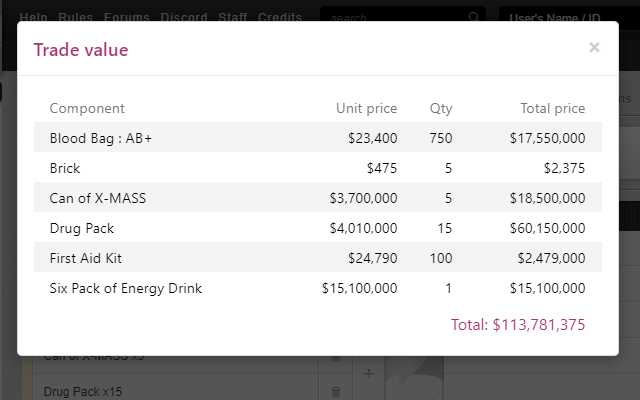 Help Rules Forums Discord Staff Credits search... User's Name / ID
Trade value ×
Component Unit price Qty Total price
Blood Bag : AB+ $23,400 750 $17,550,000
Brick $475 5 $2,375
Can of X-MASS $3,700,000 5 $18,500,000
Drug Pack $4,010,000 15 $60,150,000
First Aid Kit $24,790 100 $2,479,000
Six Pack of Energy Drink $15,100,000 1 $15,100,000
Total: $113,781,375
Can of X-MASS x5
Drug Pack x15